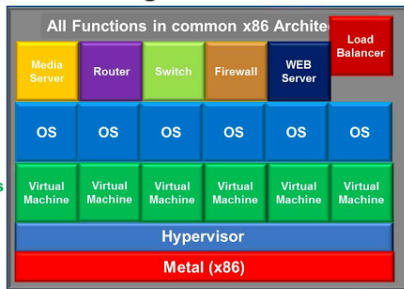 All Functions in common x86 Archite
Load
Balancer
Media
Server
Router
Switch
Firewall
WEB
Server
OS OS OS OS OS OS
Virtual Virtual Virtual Virtual Virtual Virtual
Machine Machine Machine Machine Machine Machine
Hypervisor
Metal (x86)